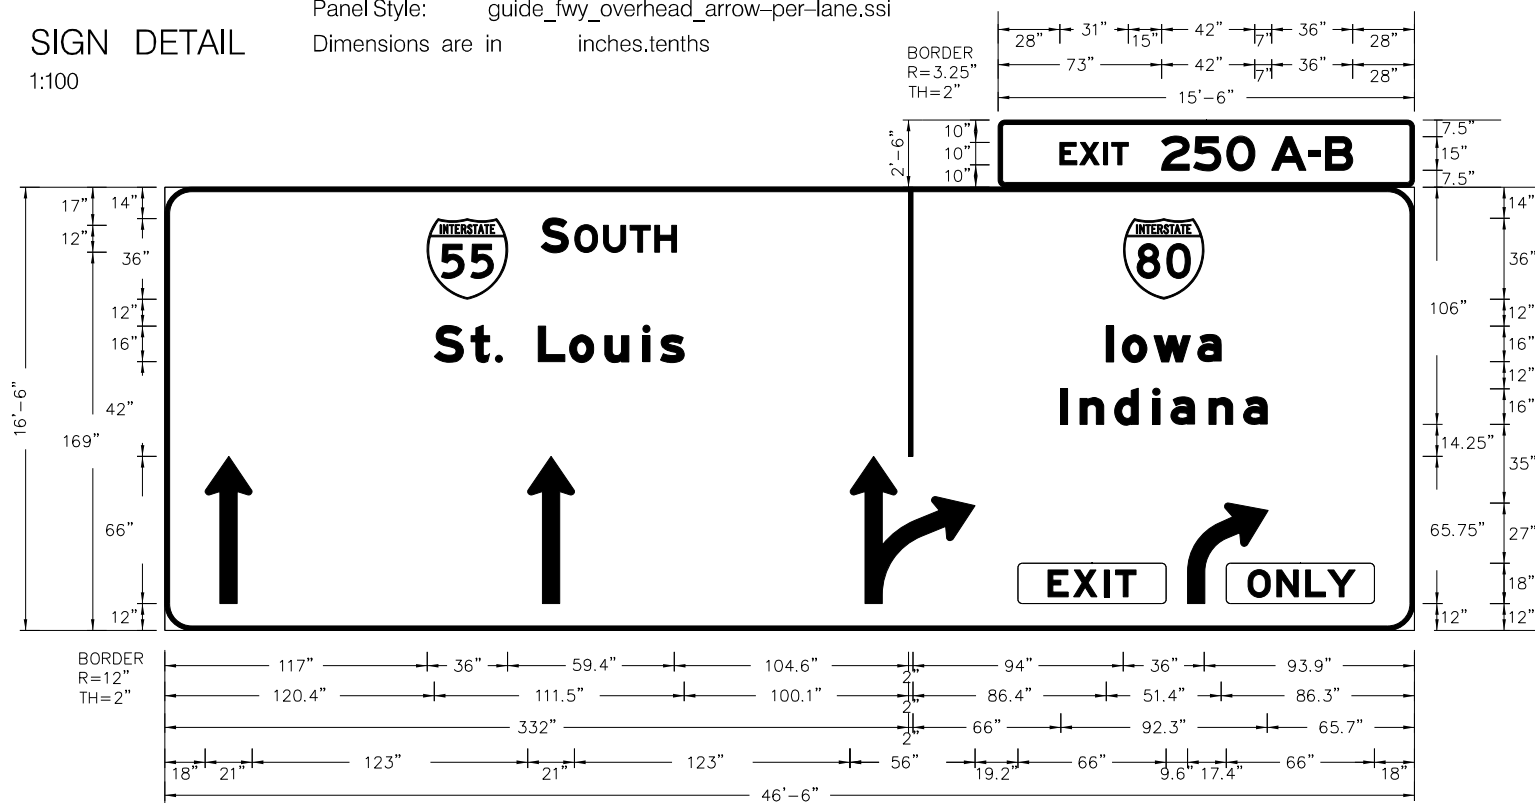 Panel Style: guide_fwy_overhead_arrow–per–lane.ssi
SIGN DETAIL
Dimensions are in inches.tenths
1:100
28” 31” 15” 42” 7” 36” 28”
73” 42” 7” 36” 28”
15'–6”
BORDER
R=3.25”
TH=2”
2'–6”
10”
10”
10”
EXIT 250 A-B
7.5”
15”
7.5”
16'–6”
17”
12”
169”
14”
36”
12”
16”
42”
66”
12”
INTERSTATE
55
SOUTH
St. Louis
INTERSTATE
80
Iowa
Indiana
EXIT
ONLY
106”
14.25”
65.75”
12”
14”
36”
12”
16”
12”
16”
35”
27”
18”
12”
BORDER
R=12”
TH=2”
117” 36” 59.4” 104.6” 2” 94” 36” 93.9”
120.4” 111.5” 100.1” 2” 86.4” 51.4” 86.3”
332” 2” 66” 92.3” 65.7”
18” 21” 123” 21” 123” 56” 19.2” 66” 9.6” 17.4” 66” 18”
46'–6”